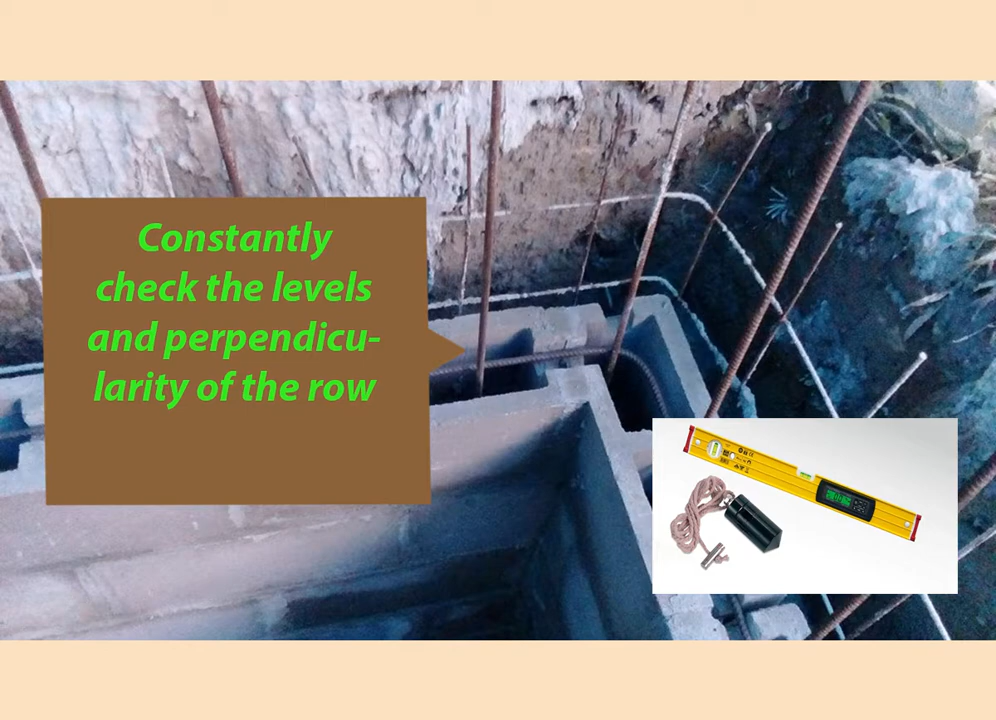 Constantly
check the levels
and perpendicu-
larity of the row